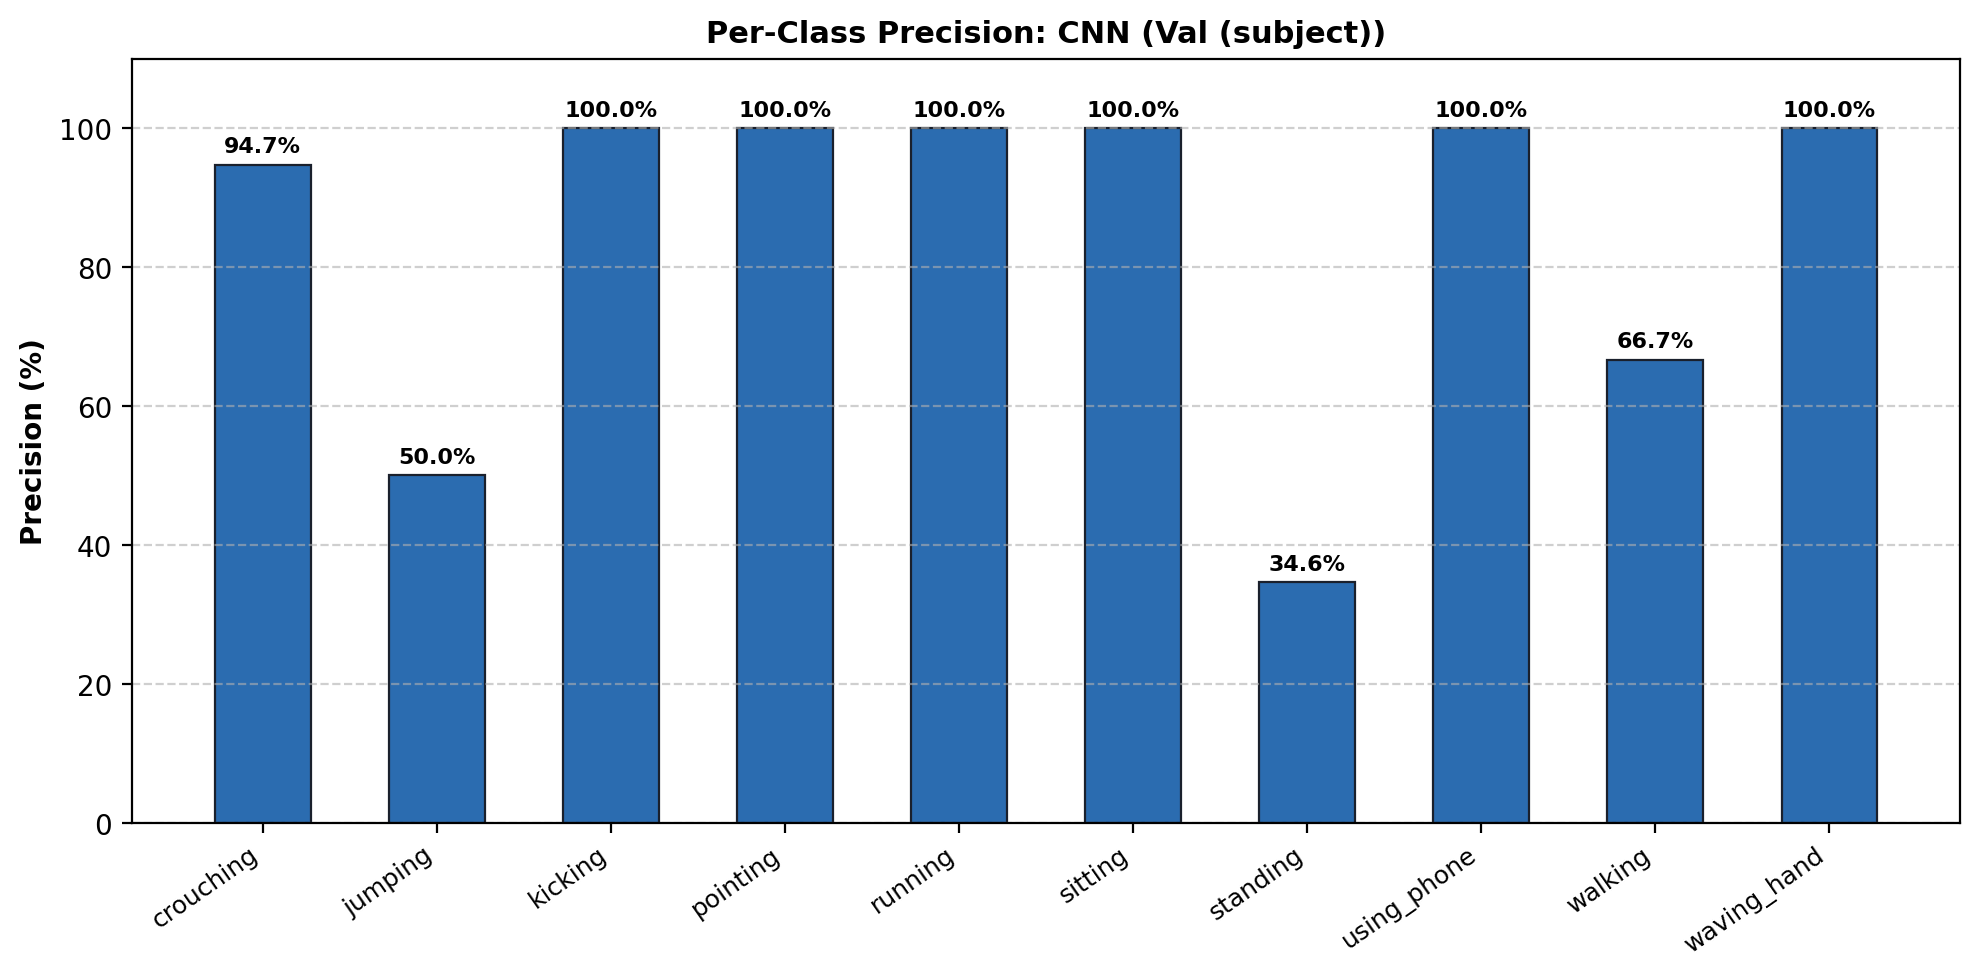 Per-Class Precision: CNN (Val (subject))
Precision (%)
100
80
60
40
20
0
94.7%
50.0%
100.0%
100.0%
100.0%
100.0%
34.6%
100.0%
66.7%
100.0%
crouching
jumping
kicking
pointing
running
sitting
standing
using_phone
walking
waving_hand